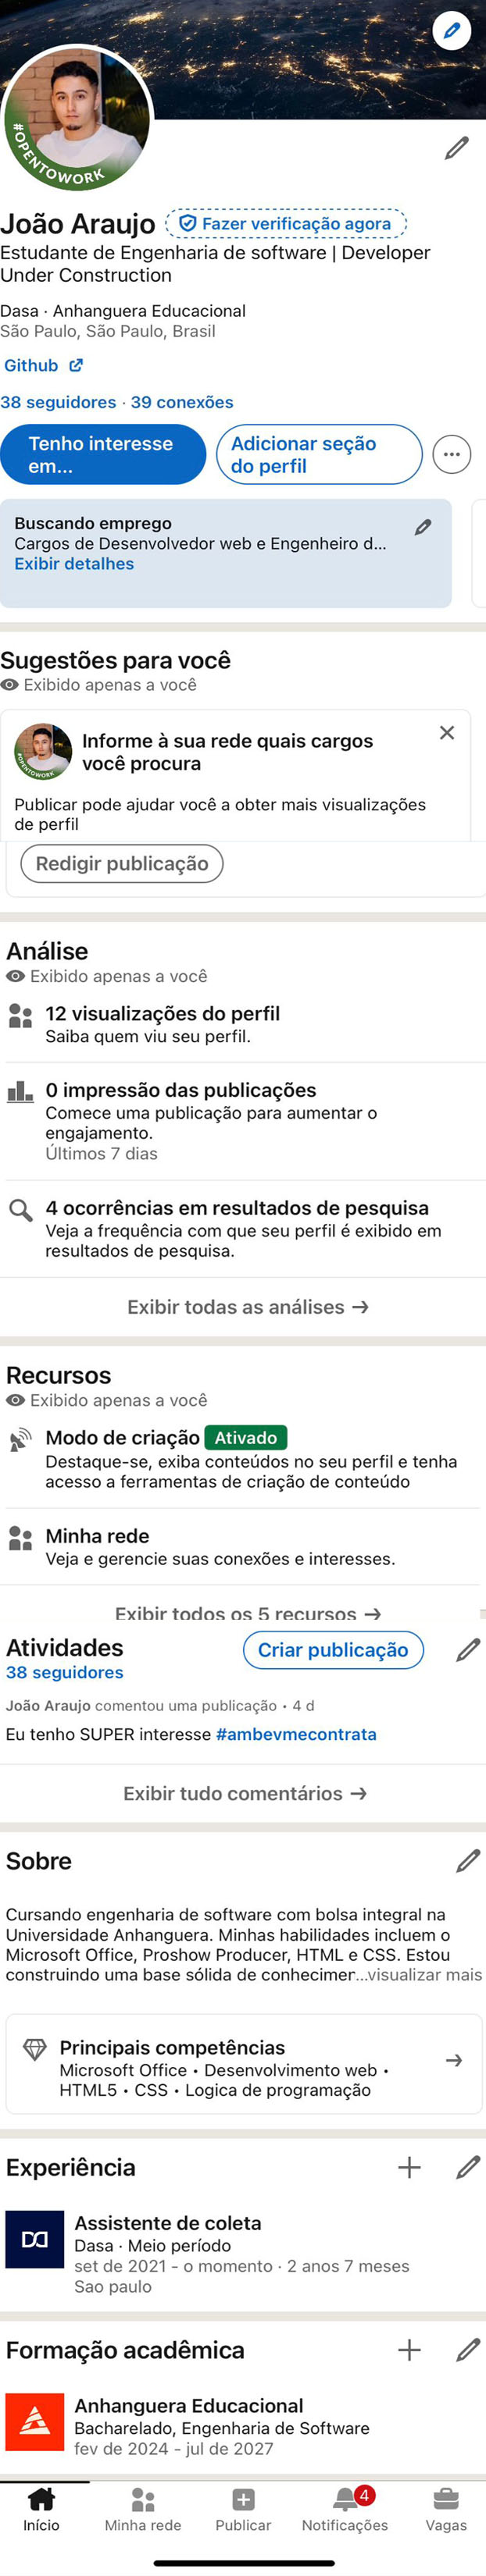 #OPENTOWORK
João Araujo Fazer verificação agora
Estudante de Engenharia de software | Developer
Under Construction
Dasa · Anhanguera Educacional
São Paulo, São Paulo, Brasil
Github
38 seguidores · 39 conexões
Tenho interesse
em...
Adicionar seção
do perfil
Buscando emprego
Cargos de Desenvolvedor web e Engenheiro d...
Exibir detalhes
Sugestões para você
Exibido apenas a você
#OPENTOWORK
Informe à sua rede quais cargos
você procura
Publicar pode ajudar você a obter mais visualizações
de perfil
Redigir publicação
Análise
Exibido apenas a você
12 visualizações do perfil
Saiba quem viu seu perfil.
0 impressão das publicações
Comece uma publicação para aumentar o
engajamento.
Últimos 7 dias
4 ocorrências em resultados de pesquisa
Veja a frequência com que seu perfil é exibido em
resultados de pesquisa.
Exibir todas as análises →
Recursos
Exibido apenas a você
Modo de criação Ativado
Destaque-se, exiba conteúdos no seu perfil e tenha
acesso a ferramentas de criação de conteúdo
Minha rede
Veja e gerencie suas conexões e interesses.
Exibir todos os 5 recursos →
Atividades
Criar publicação
38 seguidores
João Araujo comentou uma publicação • 4 d
Eu tenho SUPER interesse #ambevmecontrata
Exibir tudo comentários →
Sobre
Cursando engenharia de software com bolsa integral na
Universidade Anhanguera. Minhas habilidades incluem o
Microsoft Office, Proshow Producer, HTML e CSS. Estou
construindo uma base sólida de conhecimer...visualizar mais
Principais competências
Microsoft Office • Desenvolvimento web •
HTML5 • CSS • Logica de programação
Experiência
Assistente de coleta
Dasa · Meio período
set de 2021 - o momento · 2 anos 7 meses
Sao paulo
Formação acadêmica
Anhanguera Educacional
Bacharelado, Engenharia de Software
fev de 2024 - jul de 2027
4
Início Minha rede Publicar Notificações Vagas